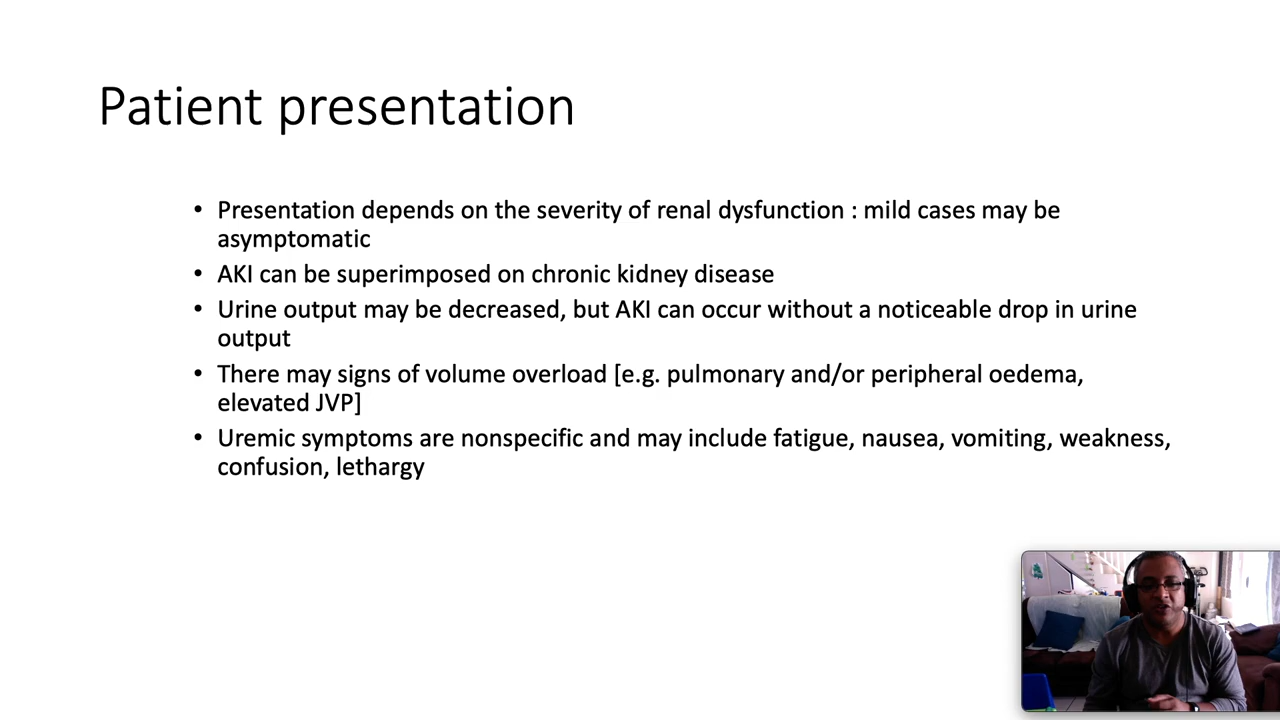 Patient presentation
• Presentation depends on the severity of renal dysfunction : mild cases may be
asymptomatic
• AKI can be superimposed on chronic kidney disease
• Urine output may be decreased, but AKI can occur without a noticeable drop in urine
output
• There may signs of volume overload [e.g. pulmonary and/or peripheral oedema,
elevated JVP]
• Uremic symptoms are nonspecific and may include fatigue, nausea, vomiting, weakness,
confusion, lethargy